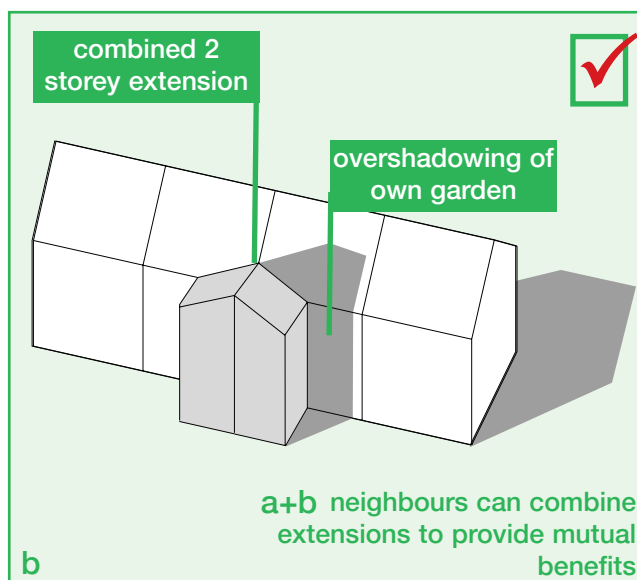 combined 2
storey extension
overshadowing of
own garden
a+b neighbours can combine
extensions to provide mutual
benefits
b